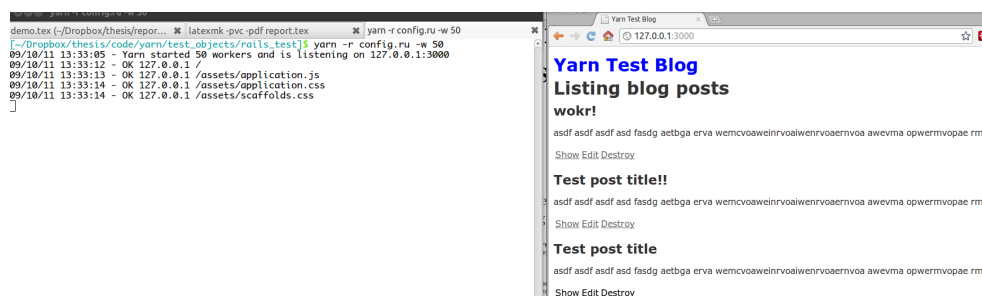 yarn -r config.ru -w 50
demo.tex (~/Dropbox/thesis/repor... ✖ latexmk -pvc -pdf report.tex ✖ yarn -r config.ru -w 50 ✖
[~/Dropbox/thesis/code/yarn/test_objects/rails_test]$ yarn -r config.ru -w 50
09/10/11 13:33:05 - Yarn started 50 workers and is listening on 127.0.0.1:3000
09/10/11 13:33:12 - OK 127.0.0.1 /
09/10/11 13:33:13 - OK 127.0.0.1 /assets/application.js
09/10/11 13:33:14 - OK 127.0.0.1 /assets/application.css
09/10/11 13:33:14 - OK 127.0.0.1 /assets/scaffolds.css
Yarn Test Blog
127.0.0.1:3000
Yarn Test Blog
Listing blog posts
wokr!
asdf asdf asdf asd fasdg aetbga erva wemcvoaweinrvoaiwenrvoaernvoa awevma opwermvopae rm
Show Edit Destroy
Test post title!!
asdf asdf asdf asd fasdg aetbga erva wemcvoaweinrvoaiwenrvoaernvoa awevma opwermvopae rm
Show Edit Destroy
Test post title
asdf asdf asdf asd fasdg aetbga erva wemcvoaweinrvoaiwenrvoaernvoa awevma opwermvopae rm
Show Edit Destroy